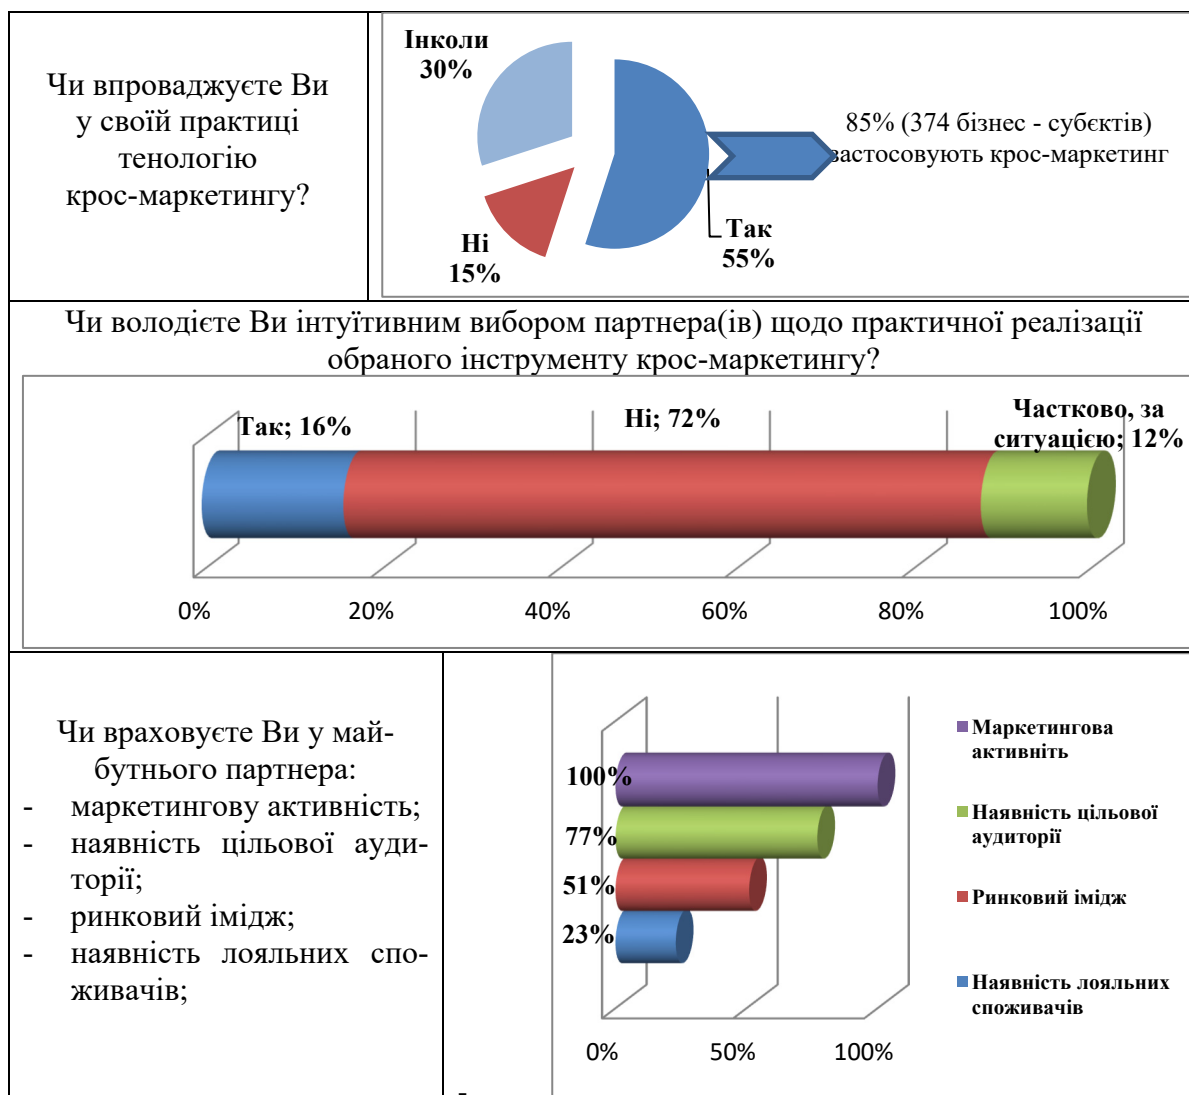 Чи впроваджуєте Ви
у своїй практиці
тенологію
крос-маркетингу?
Інколи
30%
Ні
15%
Так
55%
85% (374 бізнес - субєктів)
застосовують крос-маркетинг
Чи володієте Ви інтуїтивним вибором партнера(ів) щодо практичної реалізації
обраного інструменту крос-маркетингу?
Так; 16%
Ні; 72%
Частково, за
ситуацією; 12%
0%
20%
40%
60%
80%
100%
Чи враховуєте Ви у май-
бутнього партнера:
- маркетингову активність;
- наявність цільової ауди-
торії;
- ринковий імідж;
- наявність лояльних спо-
живачів;
100%
77%
51%
23%
0%
50%
100%
Маркетингова
активніть
Наявність цільової
аудиторії
Ринковий імідж
Наявність лояльних
споживачів
-